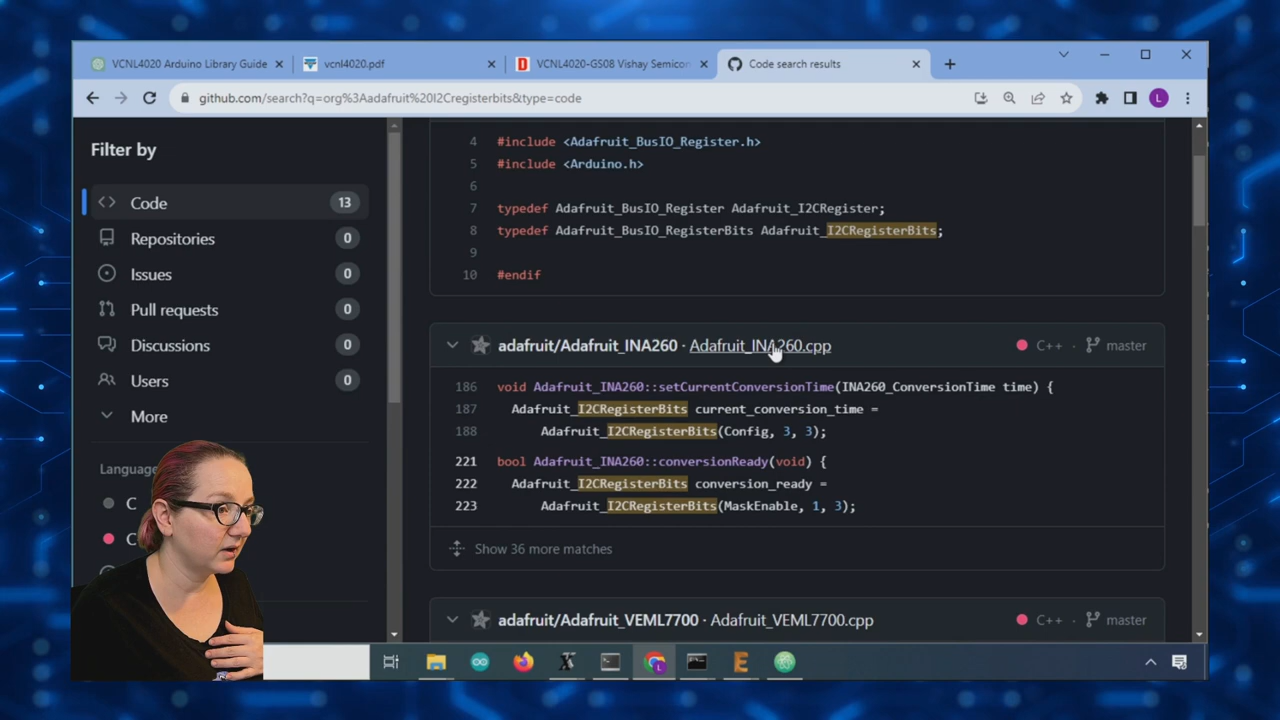 VCNL4020 Arduino Library Guide
vcnl4020.pdf
VCNL4020-GS08 Vishay Semicon
Code search results
github.com/search?q=org%3Aadafruit%20I2Cregisterbits&type=code
L
Filter by
Code 13
Repositories 0
Issues 0
Pull requests 0
Discussions 0
Users 0
More
Language
C
C
4 #include <Adafruit_BusIO_Register.h>
5 #include <Arduino.h>
6
7 typedef Adafruit_BusIO_Register Adafruit_I2CRegister;
8 typedef Adafruit_BusIO_RegisterBits Adafruit_I2CRegisterBits;
9
10 #endif
adafruit/Adafruit_INA260 · Adafruit_INA260.cpp C++ · master
186 void Adafruit_INA260::setCurrentConversionTime(INA260_ConversionTime time) {
187 Adafruit_I2CRegisterBits current_conversion_time =
188 Adafruit_I2CRegisterBits(Config, 3, 3);
221 bool Adafruit_INA260::conversionReady(void) {
222 Adafruit_I2CRegisterBits conversion_ready =
223 Adafruit_I2CRegisterBits(MaskEnable, 1, 3);
Show 36 more matches
adafruit/Adafruit_VEML7700 · Adafruit_VEML7700.cpp C++ · master